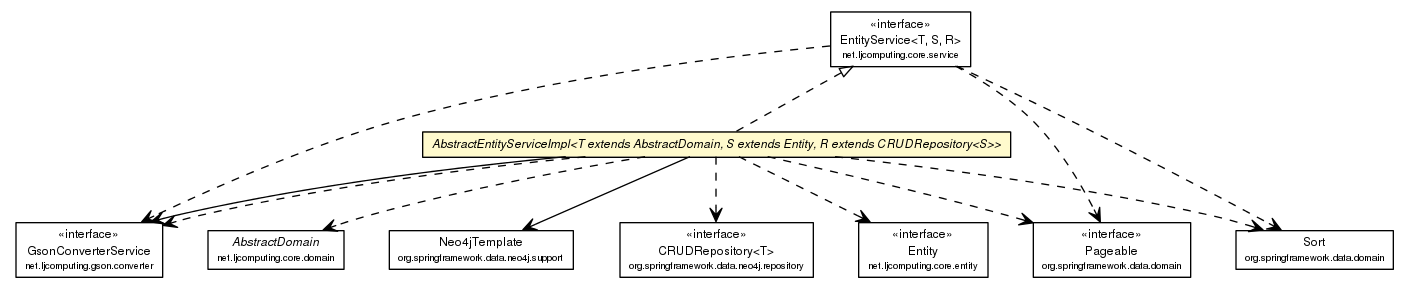 «interface»
EntityService<T, S, R>
net.ljcomputing.core.service
AbstractEntityServiceImpl<T extends AbstractDomain, S extends Entity, R extends CRUDRepository<S>>
«interface»
GsonConverterService
net.ljcomputing.gson.converter
AbstractDomain
net.ljcomputing.core.domain
Neo4jTemplate
org.springframework.data.neo4j.support
«interface»
CRUDRepository<T>
org.springframework.data.neo4j.repository
«interface»
Entity
net.ljcomputing.core.entity
«interface»
Pageable
org.springframework.data.domain
Sort
org.springframework.data.domain